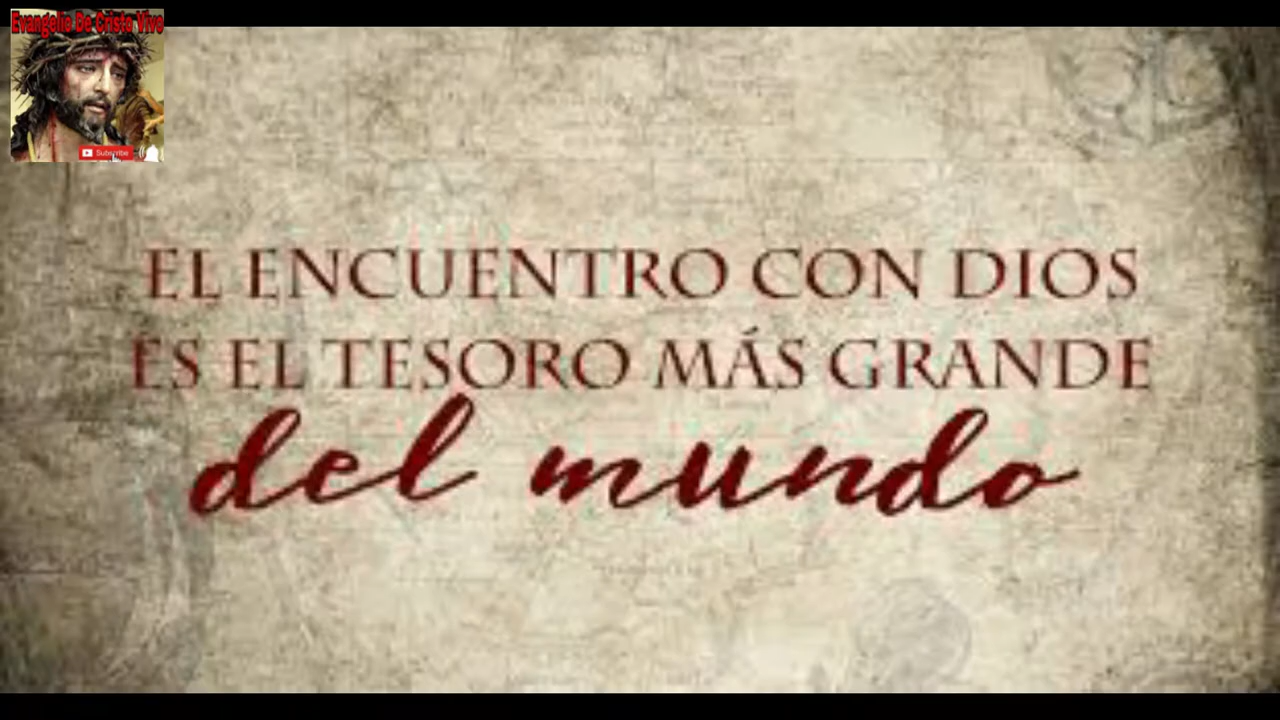 Evangelio De Cristo Vivo
Subscribe
EL ENCUENTRO CON DIOS
ES EL TESORO MÁS GRANDE
del mundo